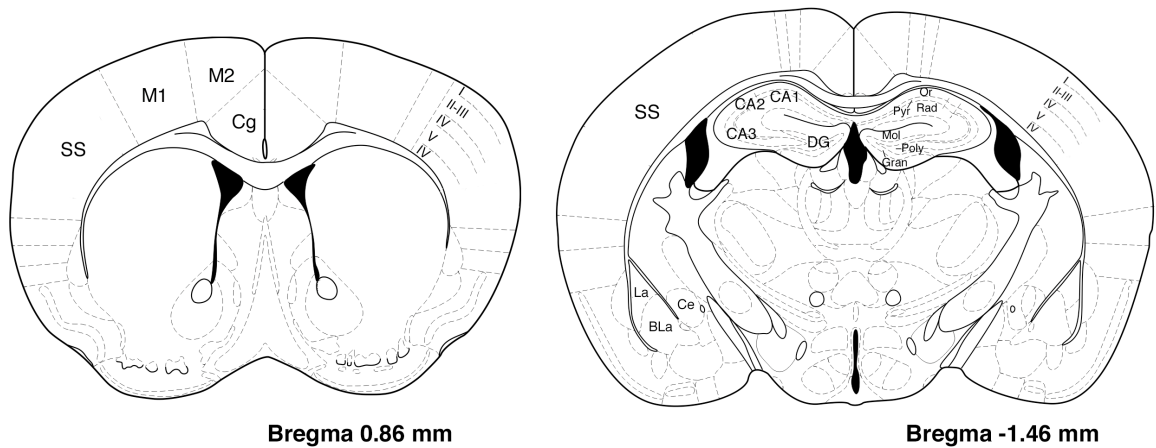 M2
M1
Cg
SS
I
II-III
IV
V
IV
Bregma 0.86 mm
SS
CA2 CA1
CA3
DG
Or
Pyr Rad
Mol
Poly
Gran
I
II-III
IV
V
IV
La
Ce
BLa
Bregma -1.46 mm